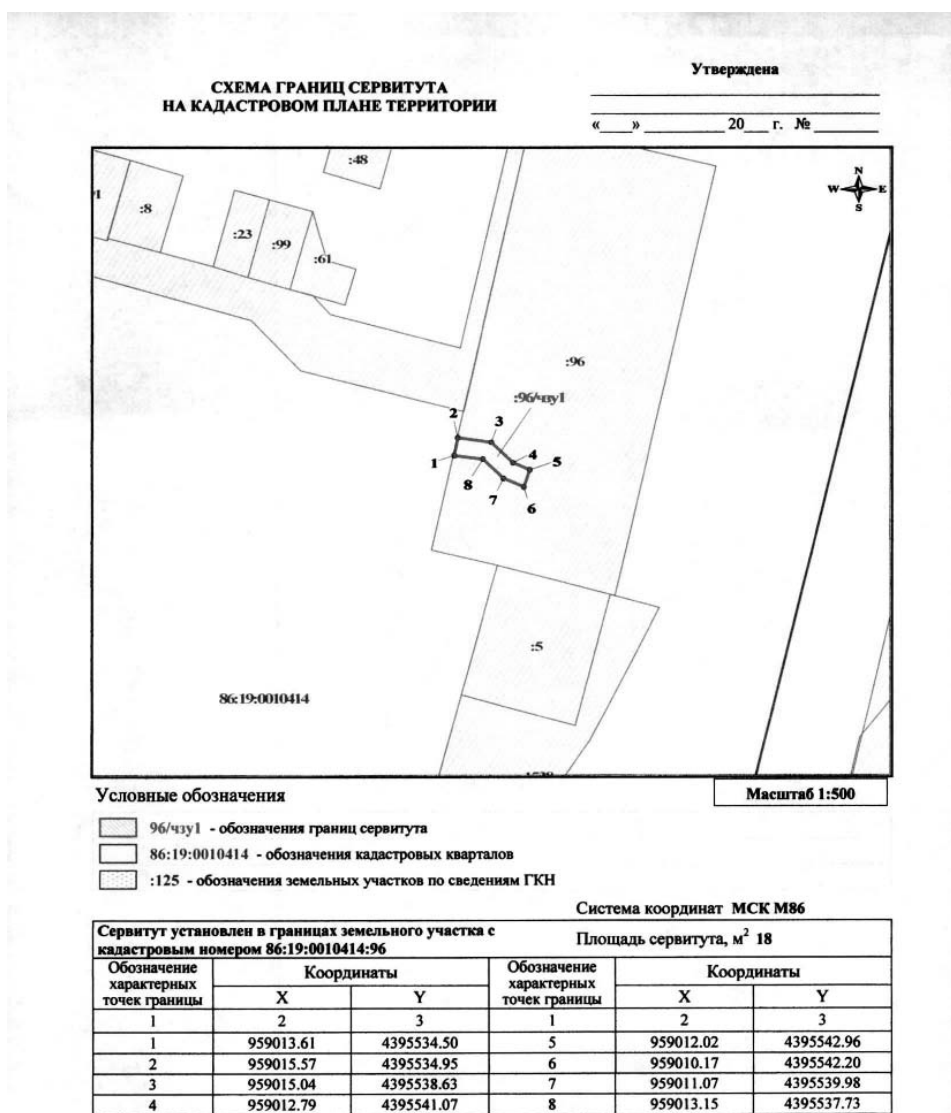 Утверждена
СХЕМА ГРАНИЦ СЕРВИТУТА
НА КАДАСТРОВОМ ПЛАНЕ ТЕРРИТОРИИ
«____» __________ 20___ г. № ________
:48
N
W E
S
:8
:23
:99
:61
:96
:96/чзу1
2
3
1
4
5
8
7
6
:5
86:19:0010414
Условные обозначения
Масштаб 1:500
96/чзу1 - обозначения границ сервитута
86:19:0010414 - обозначения кадастровых кварталов
:125 - обозначения земельных участков по сведениям ГКН
Система координат МСК М86
Сервитут установлен в границах земельного участка с
кадастровым номером 86:19:0010414:96
Площадь сервитута, м² 18
Обозначение характерных точек границы Координаты Обозначение характерных точек границы Координаты
X Y X Y
1 2 3 1 2 3
1 959013.61 4395534.50 5 959012.02 4395542.96
2 959015.57 4395534.95 6 959010.17 4395542.20
3 959015.04 4395538.63 7 959011.07 4395539.98
4 959012.79 4395541.07 8 959013.15 4395537.73